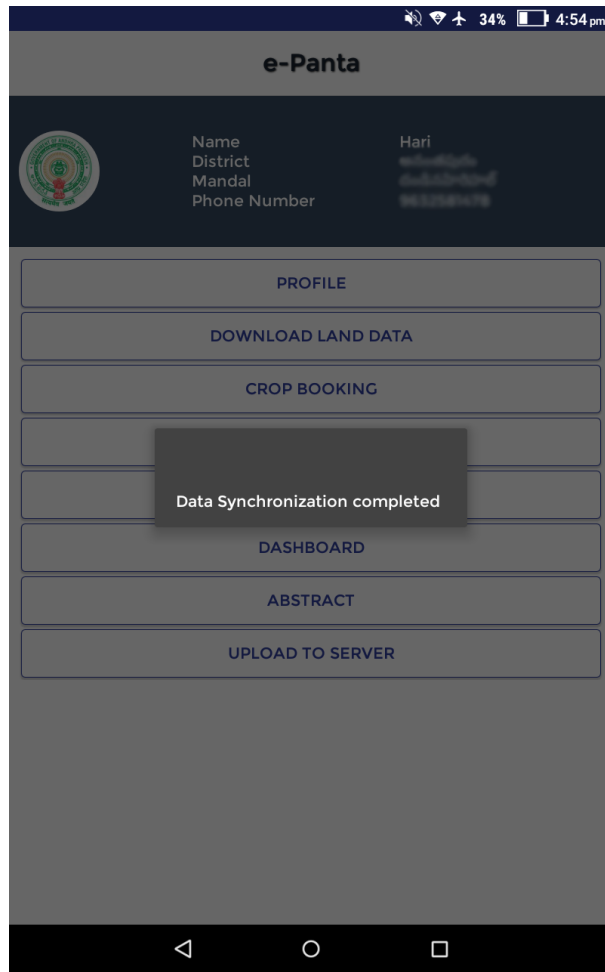 34% 4:54 pm
e-Panta
Name Hari
District
Mandal
Phone Number
PROFILE
DOWNLOAD LAND DATA
CROP BOOKING
Data Synchronization completed
DASHBOARD
ABSTRACT
UPLOAD TO SERVER